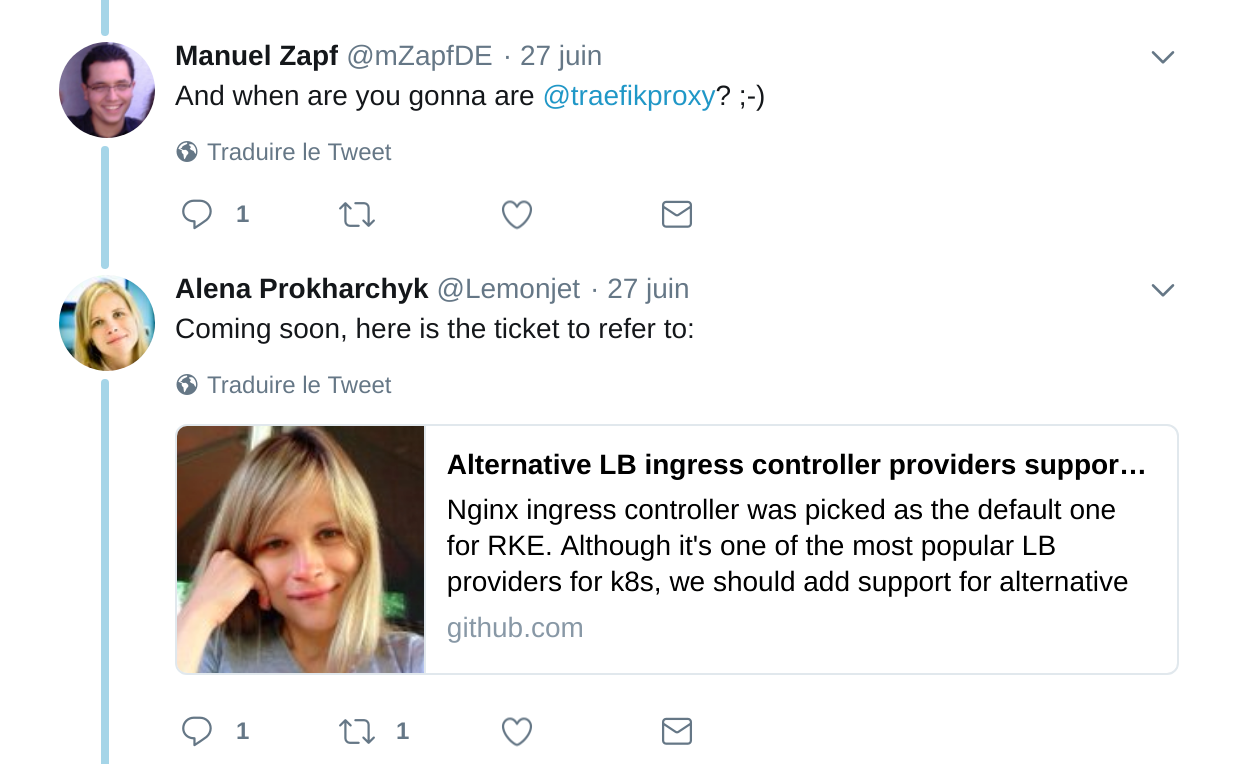 Manuel Zapf @mZapfDE · 27 juin
And when are you gonna are @traefikproxy? ;-)
Traduire le Tweet
1
Alena Prokharchyk @Lemonjet · 27 juin
Coming soon, here is the ticket to refer to:
Traduire le Tweet
Alternative LB ingress controller providers suppor…
Nginx ingress controller was picked as the default one
for RKE. Although it's one of the most popular LB
providers for k8s, we should add support for alternative
github.com
1 1